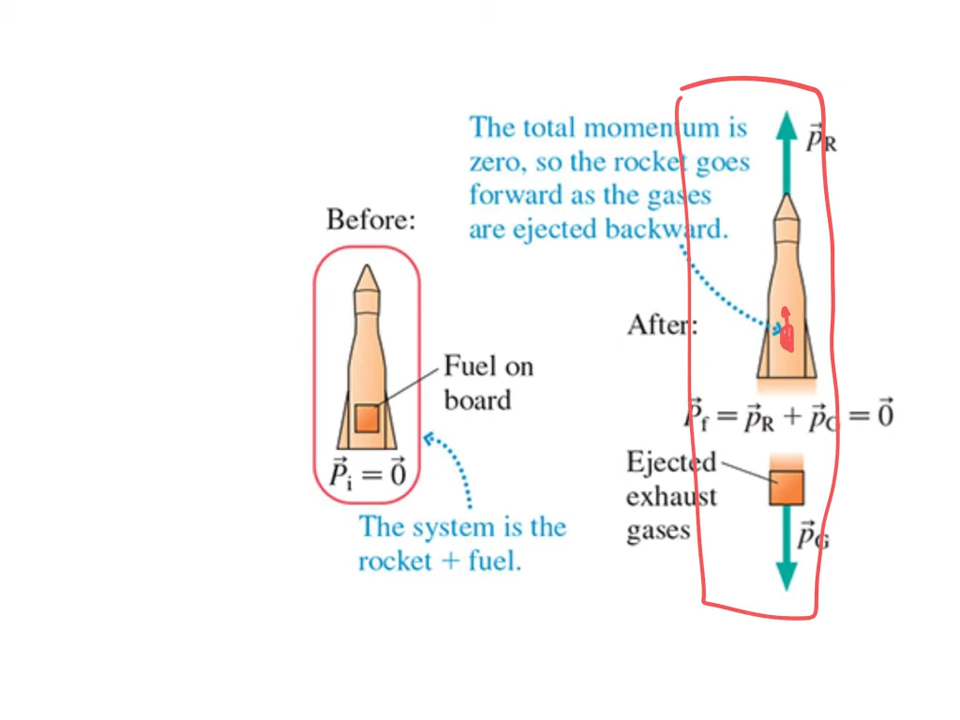 The total momentum is
zero, so the rocket goes
forward as the gases
are ejected backward.
p⃗R
Before:
After:
Fuel on
board
P⃗i = 0⃗
P⃗f = p⃗R + p⃗G = 0⃗
The system is the
rocket + fuel.
Ejected
exhaust
gases
p⃗G